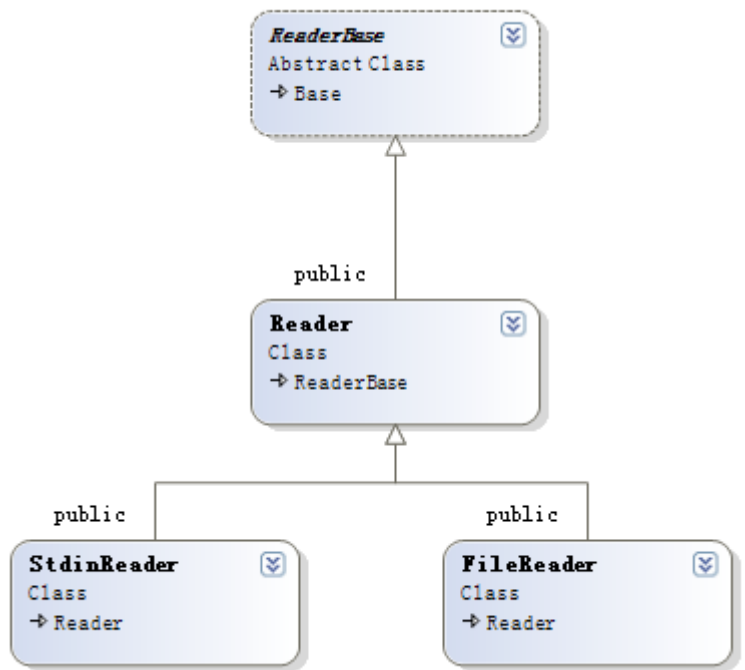 ReaderBase
Abstract Class
Base
public
Reader
Class
ReaderBase
public
public
StdinReader
Class
Reader
FileReader
Class
Reader